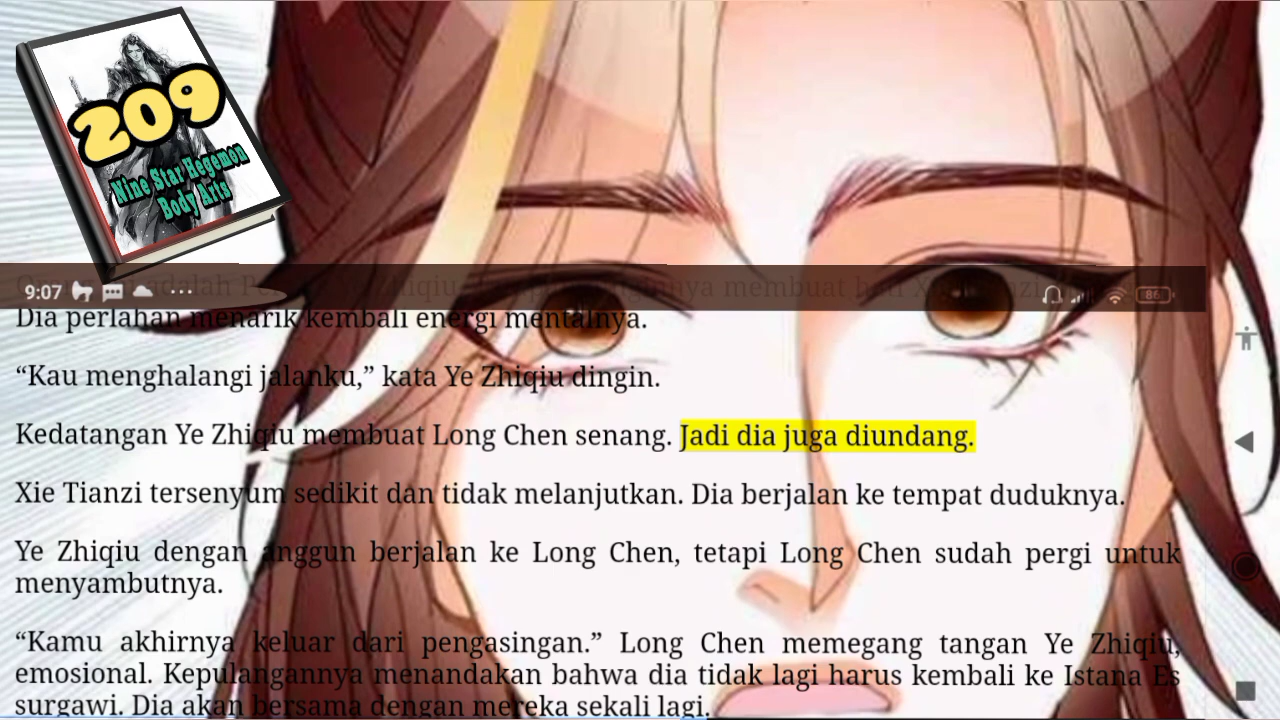 209
Nine Star Hegemon
Body Arts
9:07
86
Dia perlahan menarik kembali energi mentalnya.
“Kau menghalangi jalanku,” kata Ye Zhiqiu dingin.
Kedatangan Ye Zhiqiu membuat Long Chen senang. Jadi dia juga diundang.
Xie Tianzi tersenyum sedikit dan tidak melanjutkan. Dia berjalan ke tempat duduknya.
Ye Zhiqiu dengan anggun berjalan ke Long Chen, tetapi Long Chen sudah pergi untuk
menyambutnya.
“Kamu akhirnya keluar dari pengasingan.” Long Chen memegang tangan Ye Zhiqiu,
emosional. Kepulangannya menandakan bahwa dia tidak lagi harus kembali ke Istana Es
surgawi. Dia akan bersama dengan mereka sekali lagi.